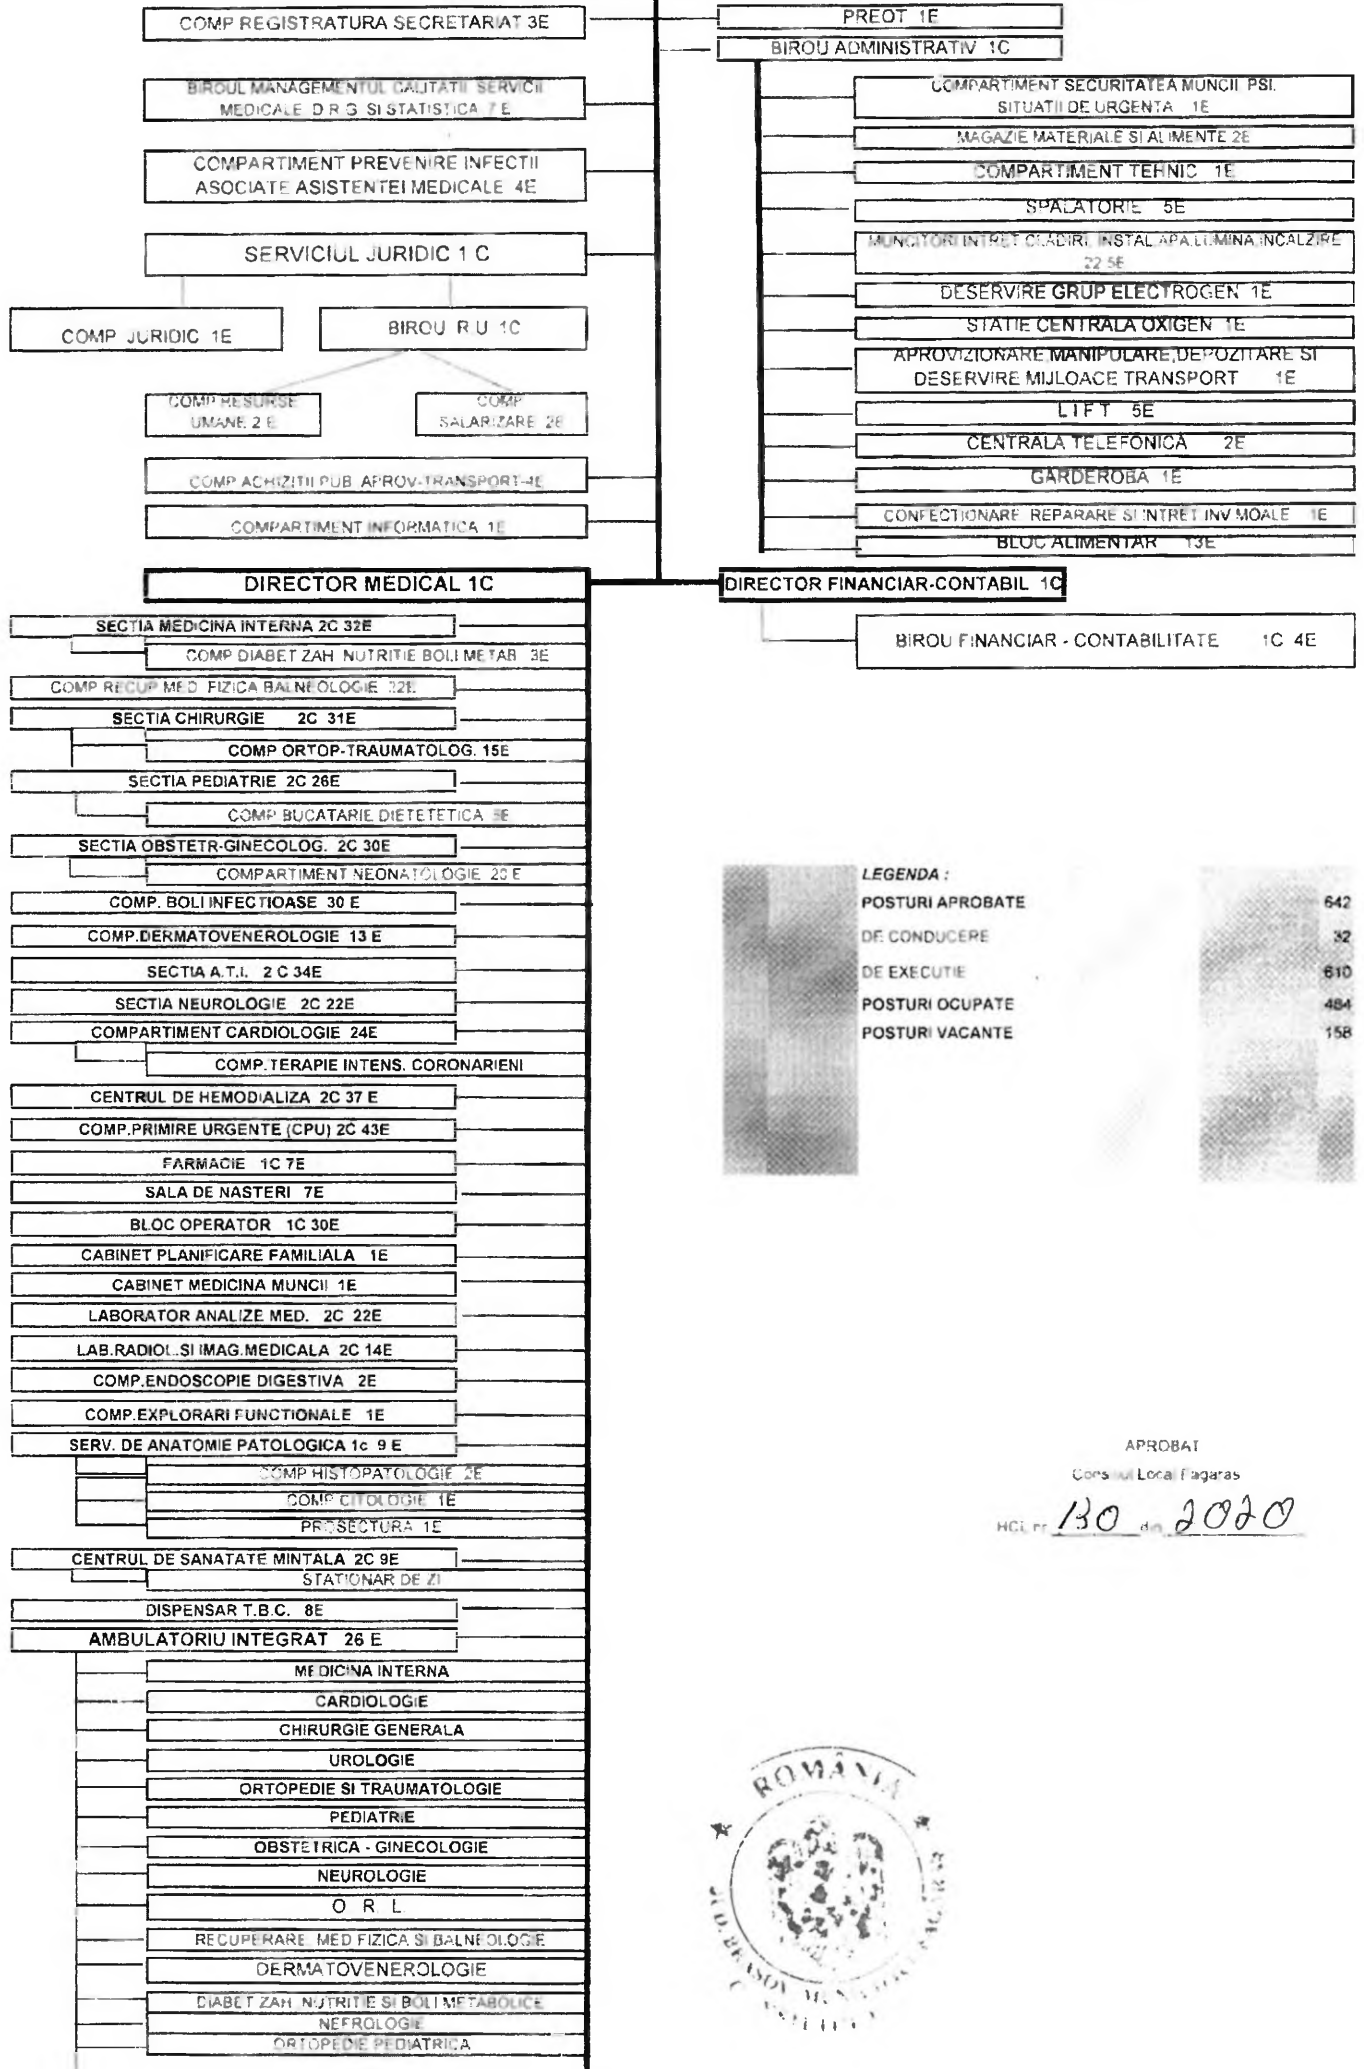 COMP REGISTRATURA SECRETARIAT 3E
BIROUL MANAGEMENTUL CALITATII SERVICII
MEDICALE D R G SI STATISTICA 7 E
COMPARTIMENT PREVENIRE INFECTII
ASOCIATE ASISTENTEI MEDICALE 4E
SERVICIUL JURIDIC 1 C
COMP JURIDIC 1E
BIROU R U 1C
COMP RESURSE
UMANE 2 E
COMP
SALARIZARE 2E
COMP ACHIZITII PUB APROV-TRANSPORT-4E
COMPARTIMENT INFORMATICA 1E
PREOT 1E
BIROU ADMINISTRATIV 1C
COMPARTIMENT SECURITATEA MUNCII PSI.
SITUATII DE URGENTA 1E
MAGAZIE MATERIALE SI ALIMENTE 2E
COMPARTIMENT TEHNIC 1E
SPALATORIE 5E
MUNCITORI INTRET CLADIRI, INSTAL APA,LUMINA,INCALZIRE
22 5E
DESERVIRE GRUP ELECTROGEN 1E
STATIE CENTRALA OXIGEN 1E
APROVIZIONARE,MANIPULARE,DEPOZITARE SI
DESERVIRE MIJLOACE TRANSPORT 1E
L I F T 5E
CENTRALA TELEFONICA 2E
GARDEROBA 1E
CONFECTIONARE REPARARE SI INTRET INV MOALE 1E
BLOC ALIMENTAR 13E
DIRECTOR MEDICAL 1C
DIRECTOR FINANCIAR-CONTABIL 1C
BIROU FINANCIAR - CONTABILITATE 1C 4E
SECTIA MEDICINA INTERNA 2C 32E
COMP DIABET ZAH NUTRITIE BOLI METAB 3E
COMP RECUP MED FIZICA BALNEOLOGIE 22E
SECTIA CHIRURGIE 2C 31E
COMP ORTOP-TRAUMATOLOG. 15E
SECTIA PEDIATRIE 2C 26E
COMP BUCATARIE DIETETETICA
SECTIA OBSTETR-GINECOLOG. 2C 30E
COMPARTIMENT NEONATOLOGIE 20 E
COMP. BOLI INFECTIOASE 30 E
COMP.DERMATOVENEROLOGIE 13 E
SECTIA A.T.I. 2 C 34E
SECTIA NEUROLOGIE 2C 22E
COMPARTIMENT CARDIOLOGIE 24E
COMP.TERAPIE INTENS. CORONARIENI
CENTRUL DE HEMODIALIZA 2C 37 E
COMP.PRIMIRE URGENTE (CPU) 2C 43E
FARMACIE 1C 7E
SALA DE NASTERI 7E
BLOC OPERATOR 1C 30E
CABINET PLANIFICARE FAMILIALA 1E
CABINET MEDICINA MUNCII 1E
LABORATOR ANALIZE MED. 2C 22E
LAB.RADIOL.SI IMAG.MEDICALA 2C 14E
COMP.ENDOSCOPIE DIGESTIVA 2E
COMP.EXPLORARI FUNCTIONALE 1E
SERV. DE ANATOMIE PATOLOGICA 1c 9 E
COMP HISTOPATOLOGIE 2E
COMP CITOLOGIE 1E
PROSECTURA 1E
CENTRUL DE SANATATE MINTALA 2C 9E
STATIONAR DE ZI
DISPENSAR T.B.C. 8E
AMBULATORIU INTEGRAT 26 E
MEDICINA INTERNA
CARDIOLOGIE
CHIRURGIE GENERALA
UROLOGIE
ORTOPEDIE SI TRAUMATOLOGIE
PEDIATRIE
OBSTETRICA - GINECOLOGIE
NEUROLOGIE
O R L
RECUPERARE MED FIZICA SI BALNEOLOGIE
DERMATOVENEROLOGIE
DIABET ZAH NUTRITIE SI BOLI METABOLICE
NEFROLOGIE
ORTOPEDIE PEDIATRICA
LEGENDA :
POSTURI APROBATE 642
DE CONDUCERE 32
DE EXECUTIE 610
POSTURI OCUPATE 484
POSTURI VACANTE 158
APROBAT
Consiliul Local Fagaras
HCL nr 130 din 2020
ROMÂNIA
JUD. BRASOV